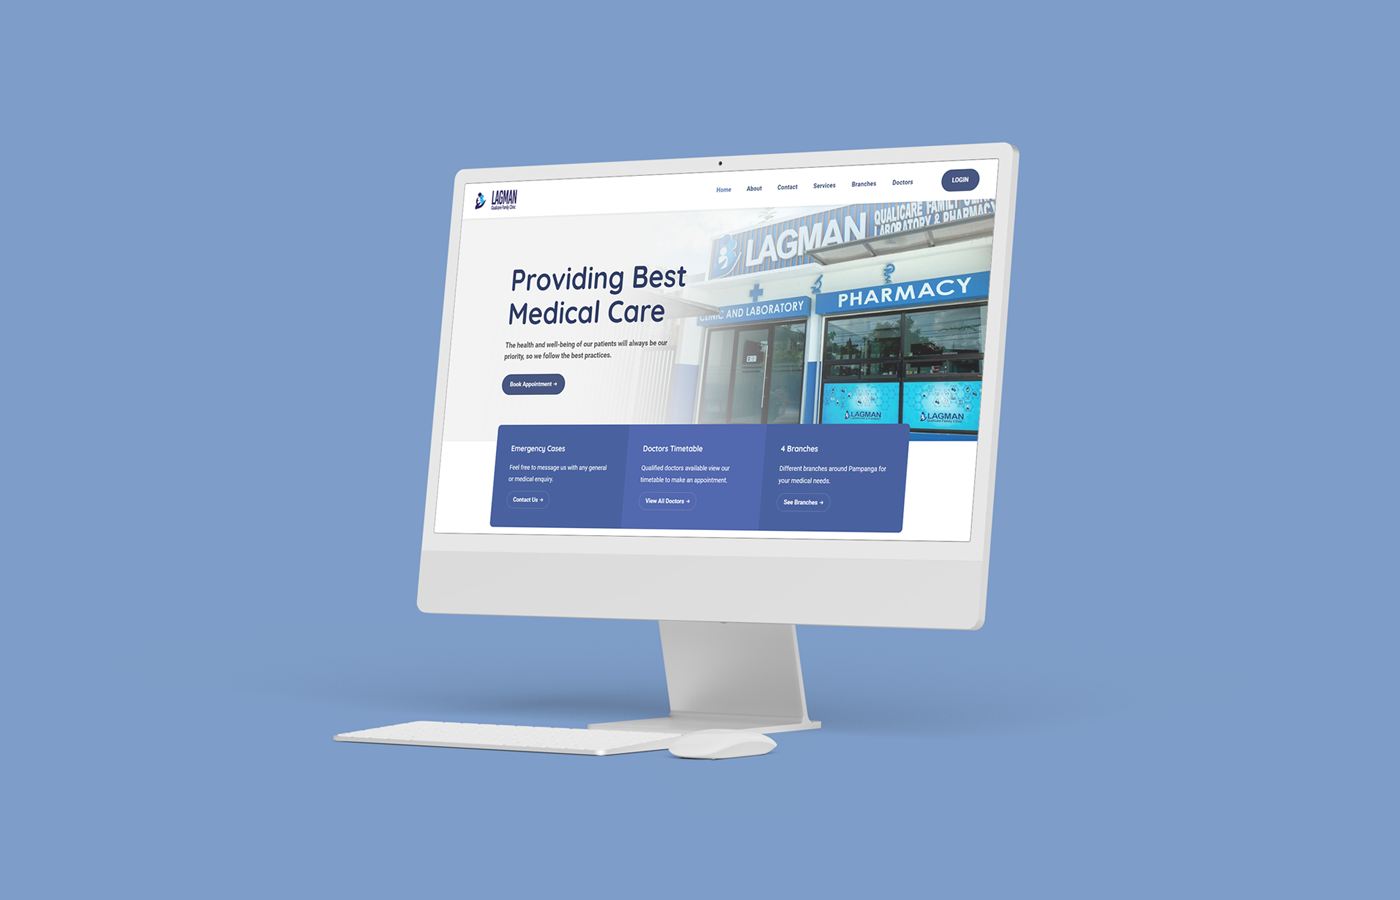 LAGMAN
Qualicare Family Clinic
Home
About
Contact
Services
Branches
Doctors
LOGIN
LAGMAN
QUALICARE FAMILY CLINIC
LABORATORY & PHARMACY
CLINIC AND LABORATORY
PHARMACY
LAGMAN
LAGMAN
Qualicare Family Clinic
Providing Best
Medical Care
The health and well-being of our patients will always be our
priority, so we follow the best practices.
Book Appointment →
Emergency Cases
Feel free to message us with any general
or medical enquiry.
Contact Us →
Doctors Timetable
Qualified doctors available view our
timetable to make an appointment.
View All Doctors →
4 Branches
Different branches around Pampanga for
your medical needs.
See Branches →